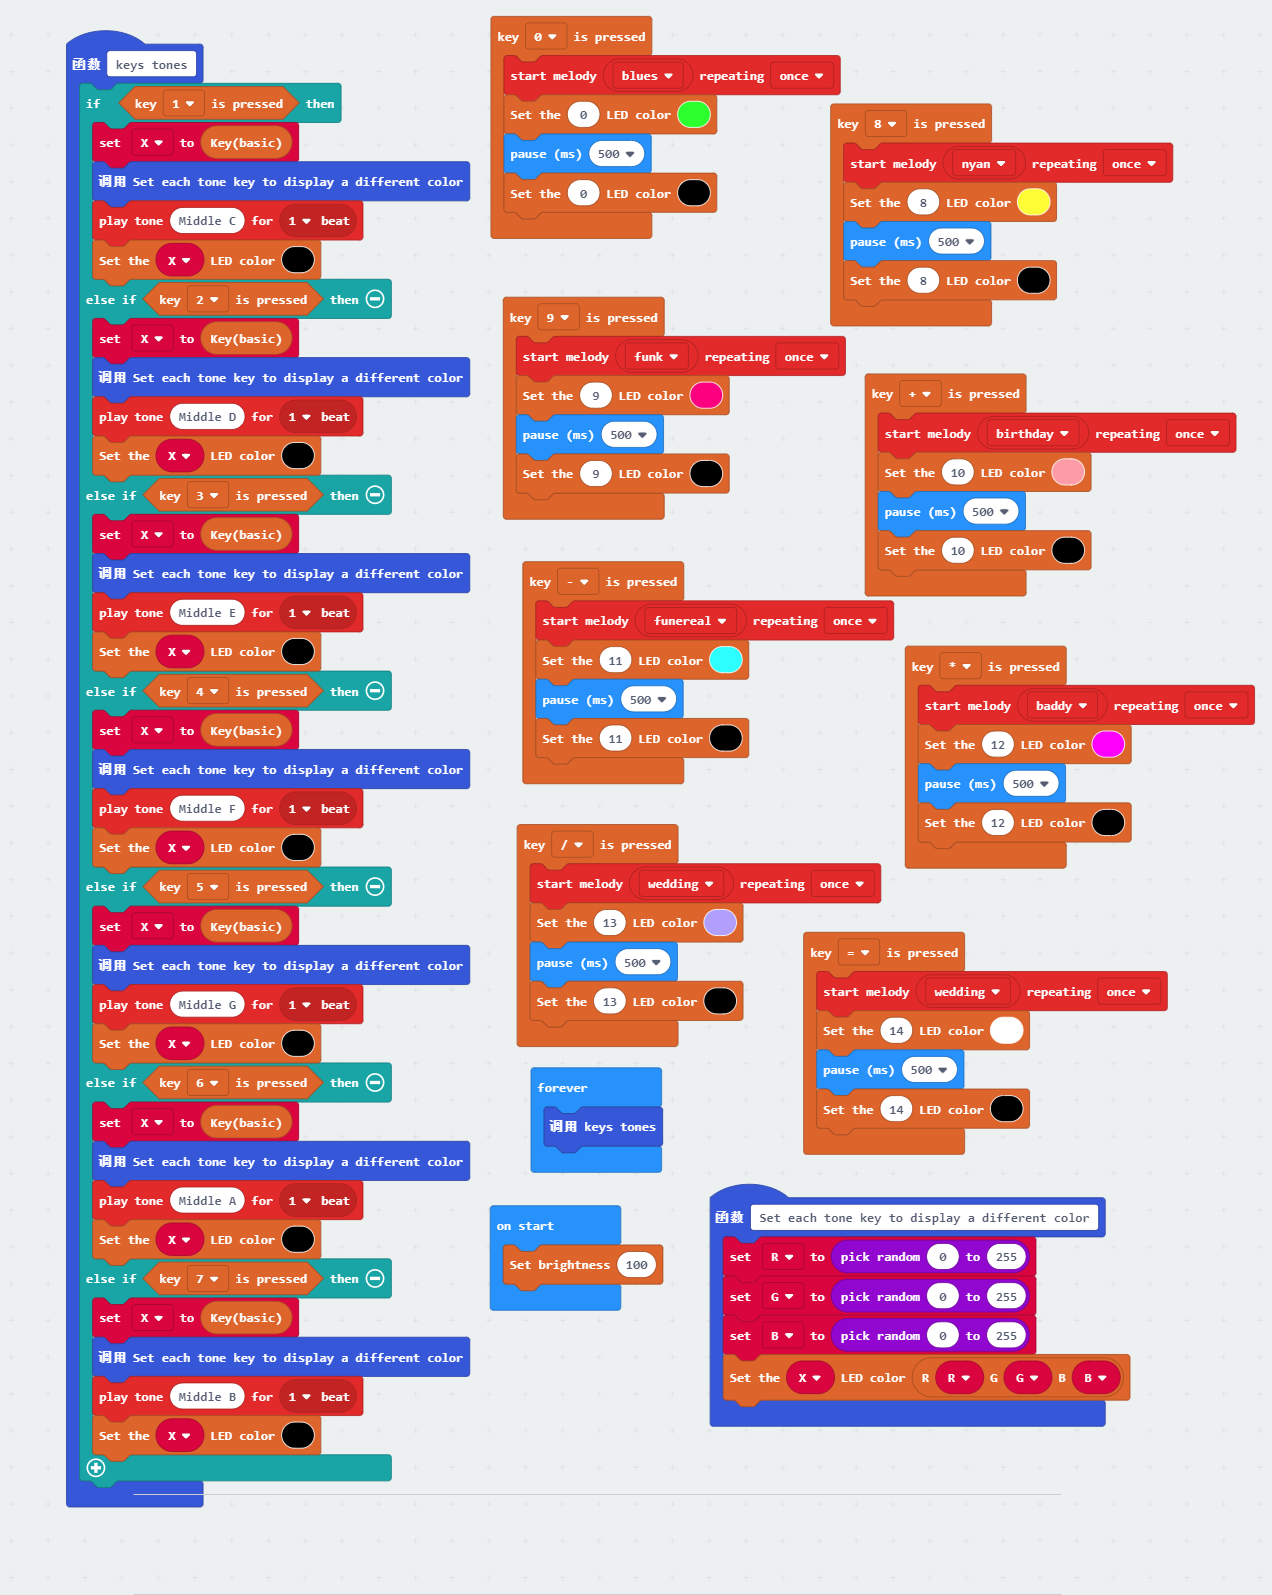 函数 keys tones
if key 1 is pressed then
set X to Key(basic)
调用 Set each tone key to display a different color
play tone Middle C for 1 beat
Set the X LED color
else if key 2 is pressed then
set X to Key(basic)
调用 Set each tone key to display a different color
play tone Middle D for 1 beat
Set the X LED color
else if key 3 is pressed then
set X to Key(basic)
调用 Set each tone key to display a different color
play tone Middle E for 1 beat
Set the X LED color
else if key 4 is pressed then
set X to Key(basic)
调用 Set each tone key to display a different color
play tone Middle F for 1 beat
Set the X LED color
else if key 5 is pressed then
set X to Key(basic)
调用 Set each tone key to display a different color
play tone Middle G for 1 beat
Set the X LED color
else if key 6 is pressed then
set X to Key(basic)
调用 Set each tone key to display a different color
play tone Middle A for 1 beat
Set the X LED color
else if key 7 is pressed then
set X to Key(basic)
调用 Set each tone key to display a different color
play tone Middle B for 1 beat
Set the X LED color
key 0 is pressed
start melody blues repeating once
Set the 0 LED color
pause (ms) 500
Set the 0 LED color
key 8 is pressed
start melody nyan repeating once
Set the 8 LED color
pause (ms) 500
Set the 8 LED color
key 9 is pressed
start melody funk repeating once
Set the 9 LED color
pause (ms) 500
Set the 9 LED color
key + is pressed
start melody birthday repeating once
Set the 10 LED color
pause (ms) 500
Set the 10 LED color
key - is pressed
start melody funereal repeating once
Set the 11 LED color
pause (ms) 500
Set the 11 LED color
key * is pressed
start melody baddy repeating once
Set the 12 LED color
pause (ms) 500
Set the 12 LED color
key / is pressed
start melody wedding repeating once
Set the 13 LED color
pause (ms) 500
Set the 13 LED color
key = is pressed
start melody wedding repeating once
Set the 14 LED color
pause (ms) 500
Set the 14 LED color
forever
调用 keys tones
on start
Set brightness 100
函数 Set each tone key to display a different color
set R to pick random 0 to 255
set G to pick random 0 to 255
set B to pick random 0 to 255
Set the X LED color R R G G B B